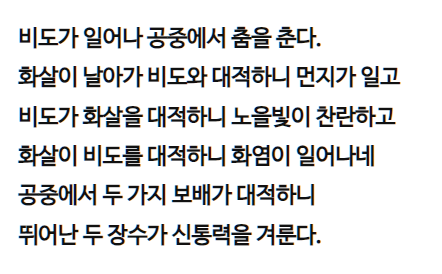 비도가 일어나 공중에서 춤을 춘다.
화살이 날아가 비도와 대적하니 먼지가 일고
비도가 화살을 대적하니 노을빛이 찬란하고
화살이 비도를 대적하니 화염이 일어나네
공중에서 두 가지 보배가 대적하니
뛰어난 두 장수가 신통력을 겨룬다.